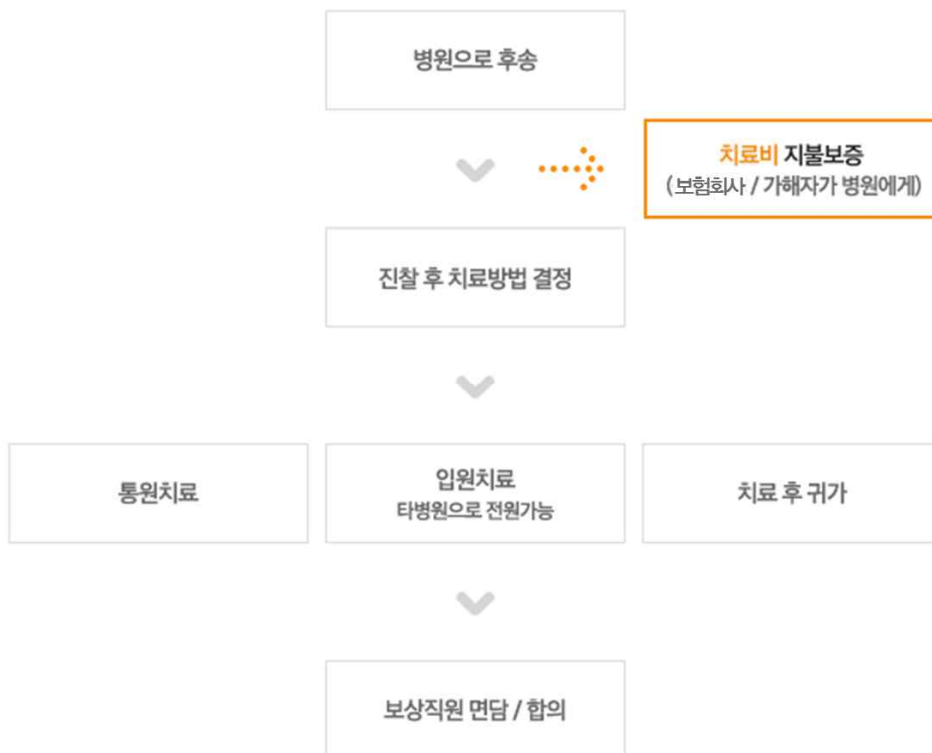 병원으로 후송
치료비 지불보증
(보험회사 / 가해자가 병원에게)
진찰 후 치료방법 결정
통원치료
입원치료
타병원으로 전원가능
치료 후 귀가
보상직원 면담 / 합의